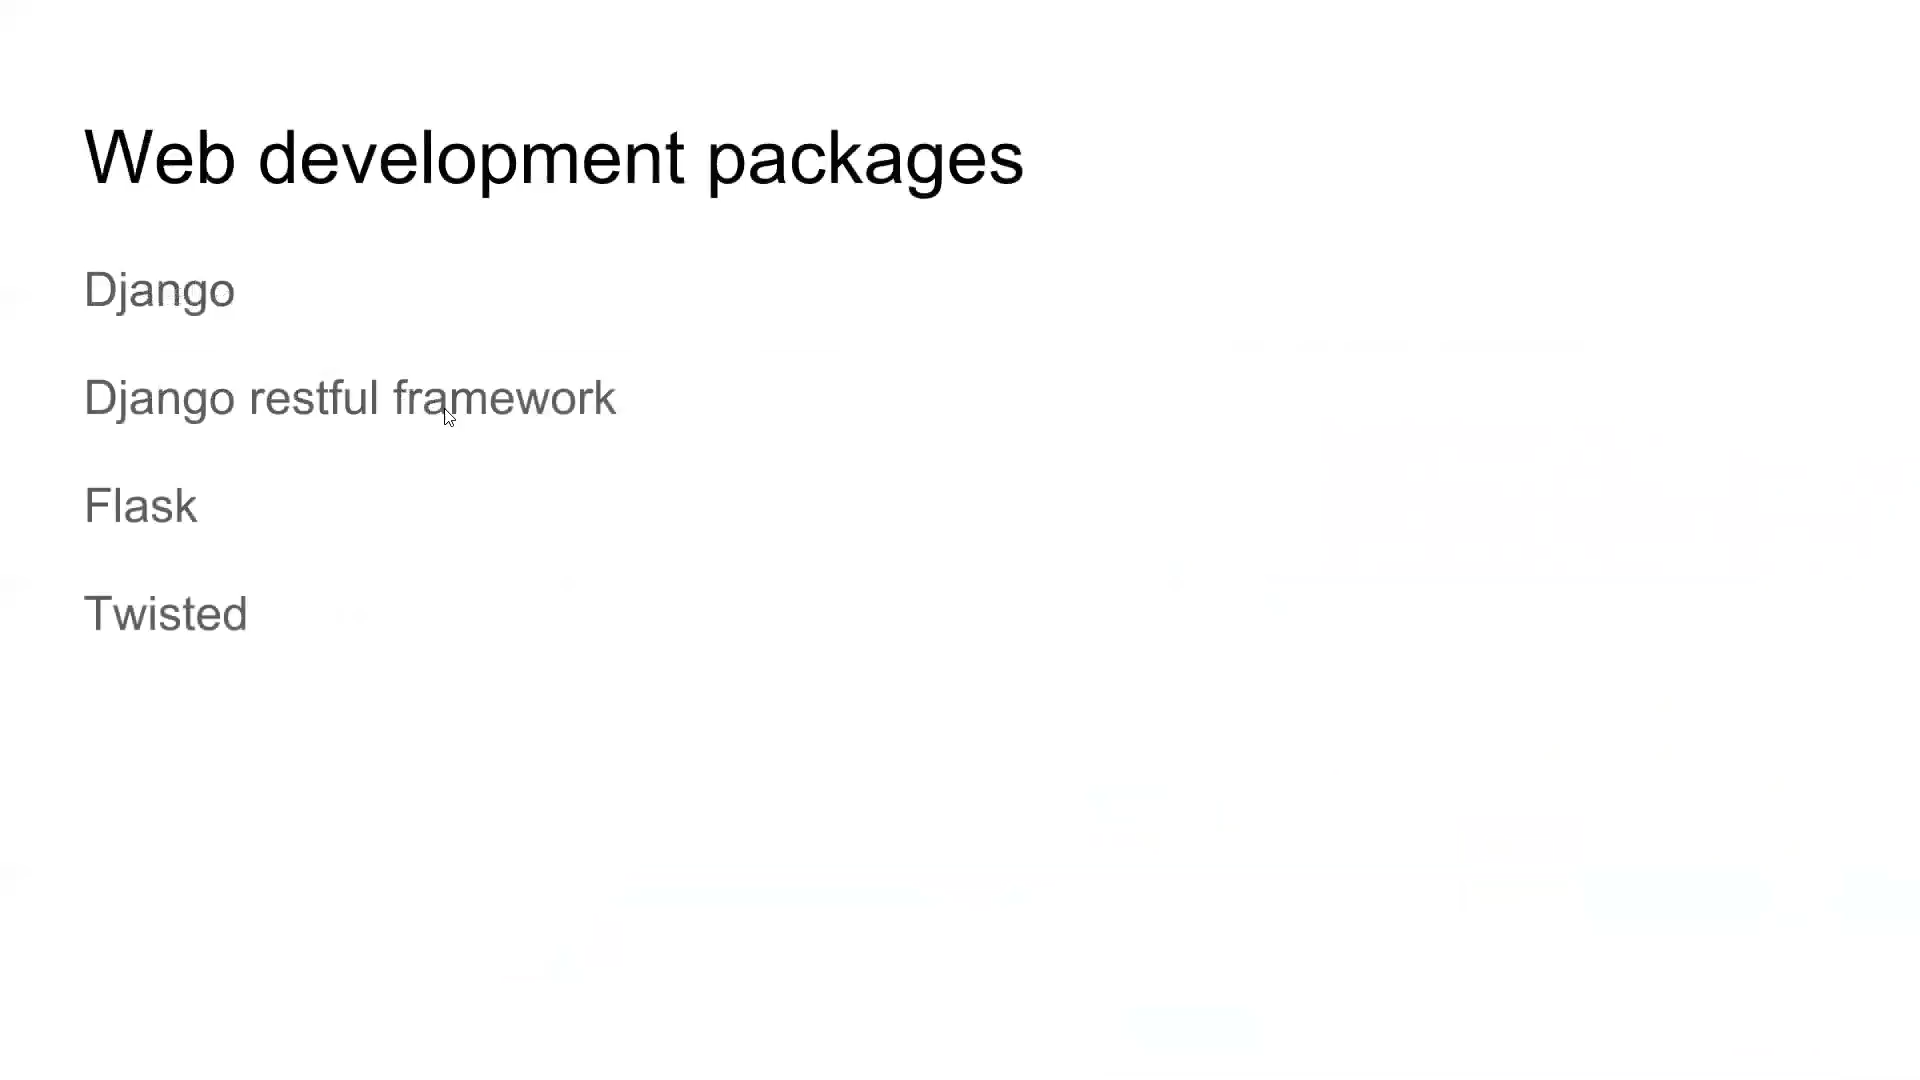 Web development packages
Django
Django restful framework
Flask
Twisted